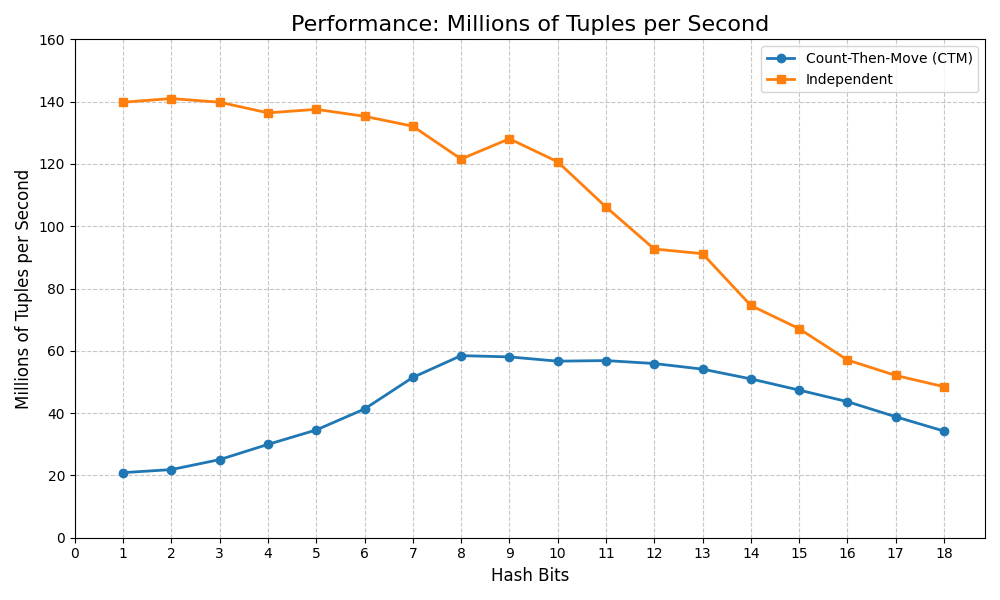 Performance: Millions of Tuples per Second
Count-Then-Move (CTM)
Independent
Millions of Tuples per Second
160
140
120
100
80
60
40
20
0
0 1 2 3 4 5 6 7 8 9 10 11 12 13 14 15 16 17 18
Hash Bits